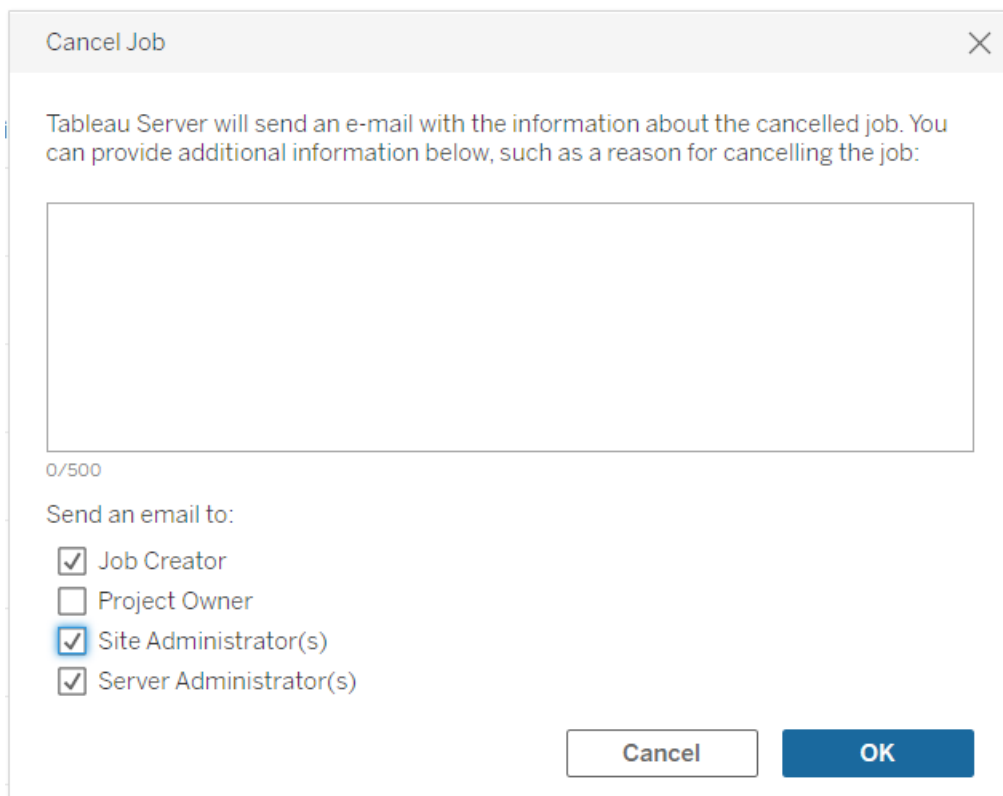 Cancel Job
Tableau Server will send an e-mail with the information about the cancelled job. You
can provide additional information below, such as a reason for cancelling the job:
0/500
Send an email to:
Job Creator
Project Owner
Site Administrator(s)
Server Administrator(s)
Cancel
OK